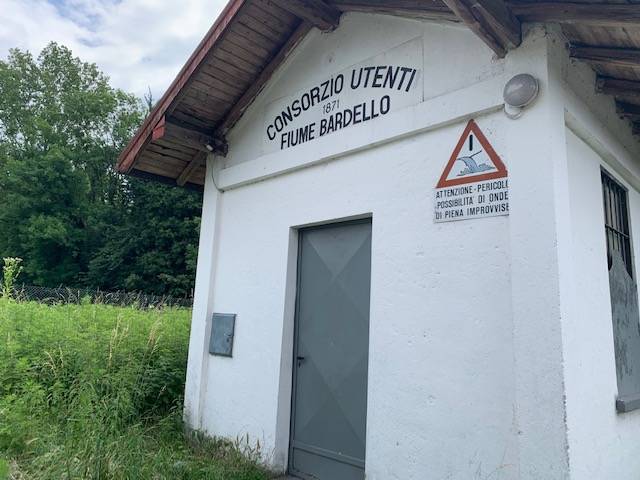 CONSORZIO UTENTI
1871
FIUME BARDELLO
ATTENZIONE - PERICOLO
POSSIBILITÀ DI ONDE
DI PIENA IMPROVVISE